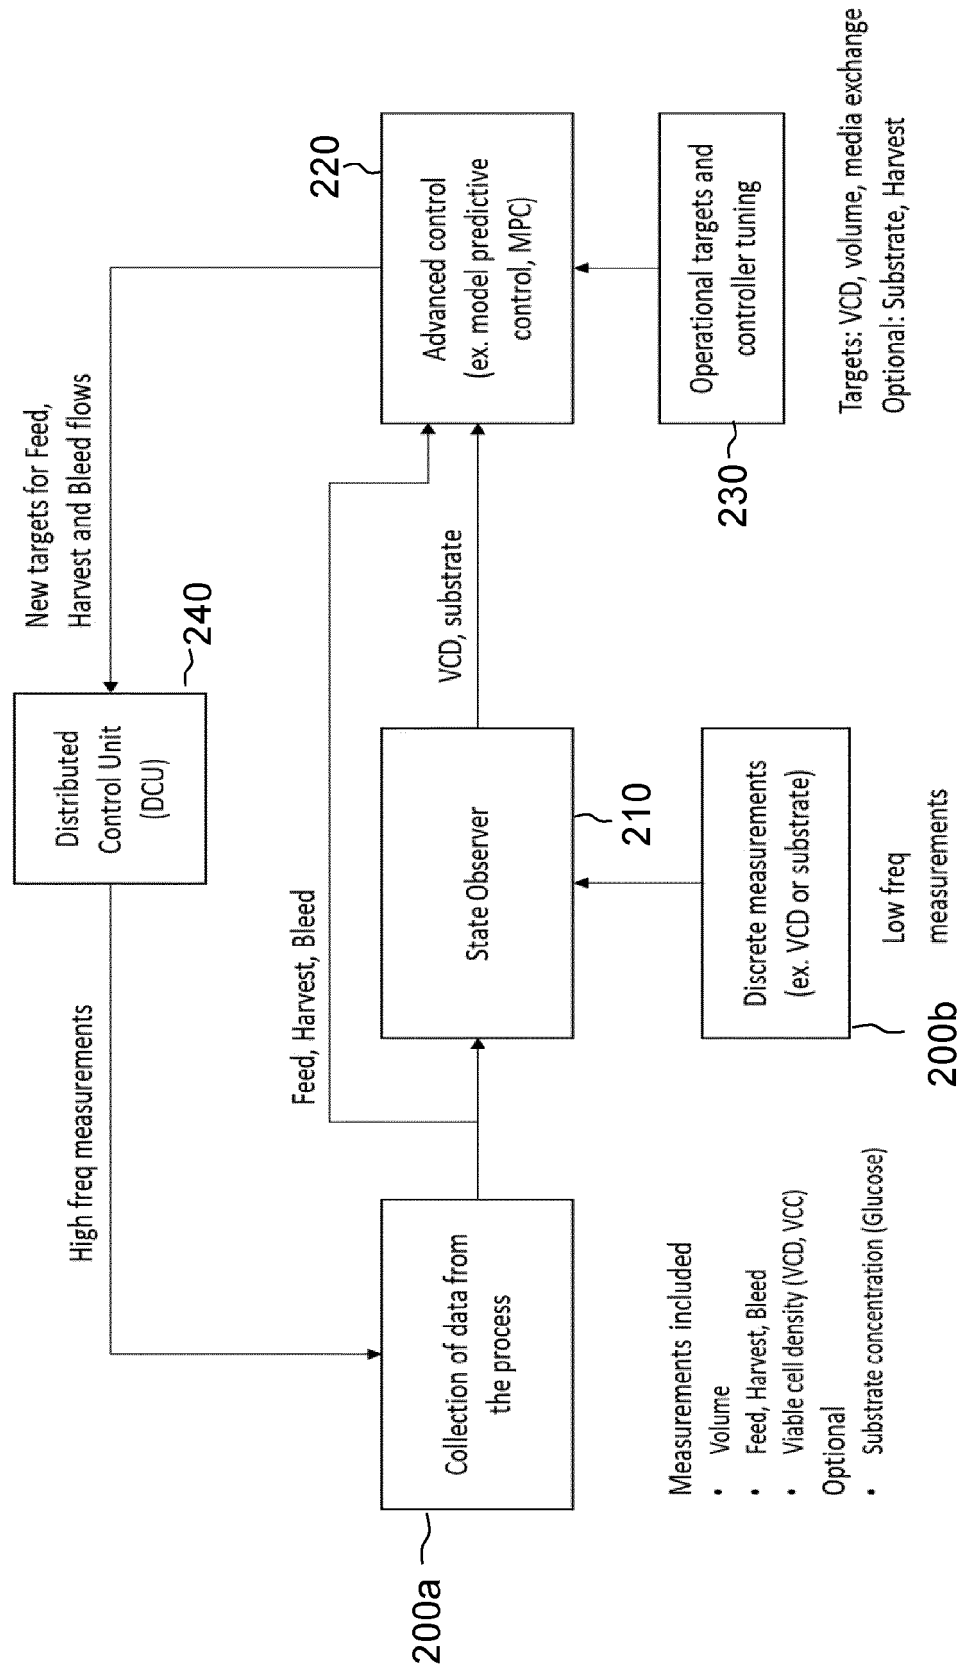 New targets for Feed,
Harvest and Bleed flows
High freq measurements
Distributed
Control Unit
(DCU)
240
Feed, Harvest, Bleed
220
Collection of data from
the process
200a
State Observer
210
VCD, substrate
Advanced control
(ex. model predictive
control, MPC)
Discrete measurements
(ex. VCD or substrate)
200b
Low freq
measurements
Operational targets and
controller tuning
230
Measurements included
• Volume
• Feed, Harvest, Bleed
• Viable cell density (VCD, VCC)
Optional
• Substrate concentration (Glucose)
Targets: VCD, volume, media exchange
Optional: Substrate, Harvest